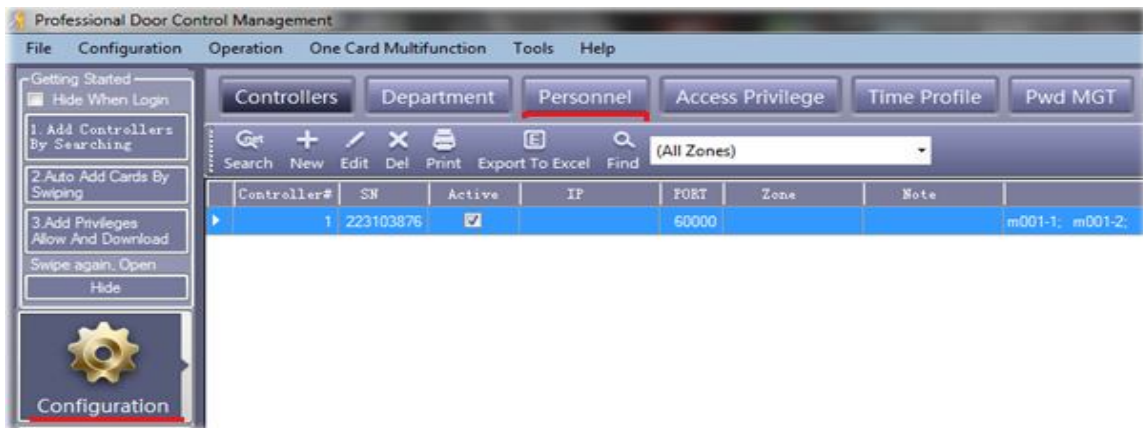 Professional Door Control Management
File Configuration Operation One Card Multifunction Tools Help
Getting Started
Hide When Login
1. Add Controllers
By Searching
2.Auto Add Cards By
Swiping
3.Add Privileges
Allow And Download
Swipe again, Open
Hide
Configuration
Controllers Department Personnel Access Privilege Time Profile Pwd MGT
Get
E
Search New Edit Del Print Export To Excel Find (All Zones)
Controller# SN Active IP PORT Zone Note
1 223103876 60000 m001-1; m001-2;